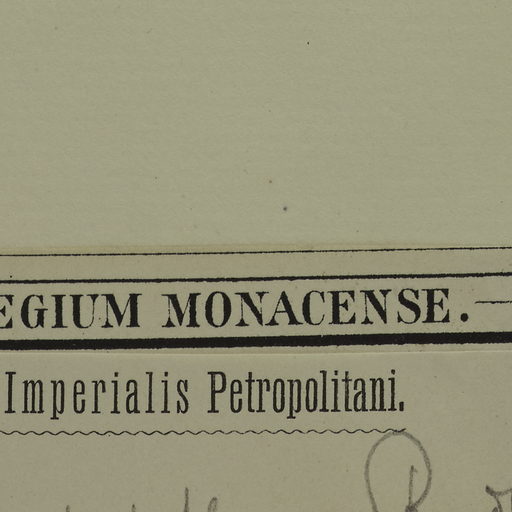 EGIUM MONACENSE.
Imperialis Petropolitani.